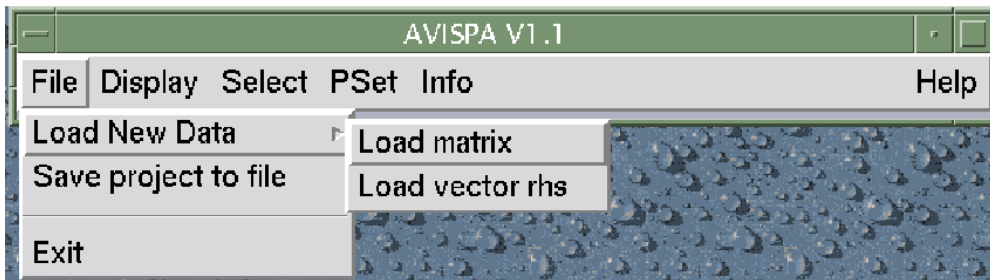 AVISPA V1.1
File Display Select PSet Info Help
Load New Data
Load matrix
Save project to file
Load vector rhs
Exit